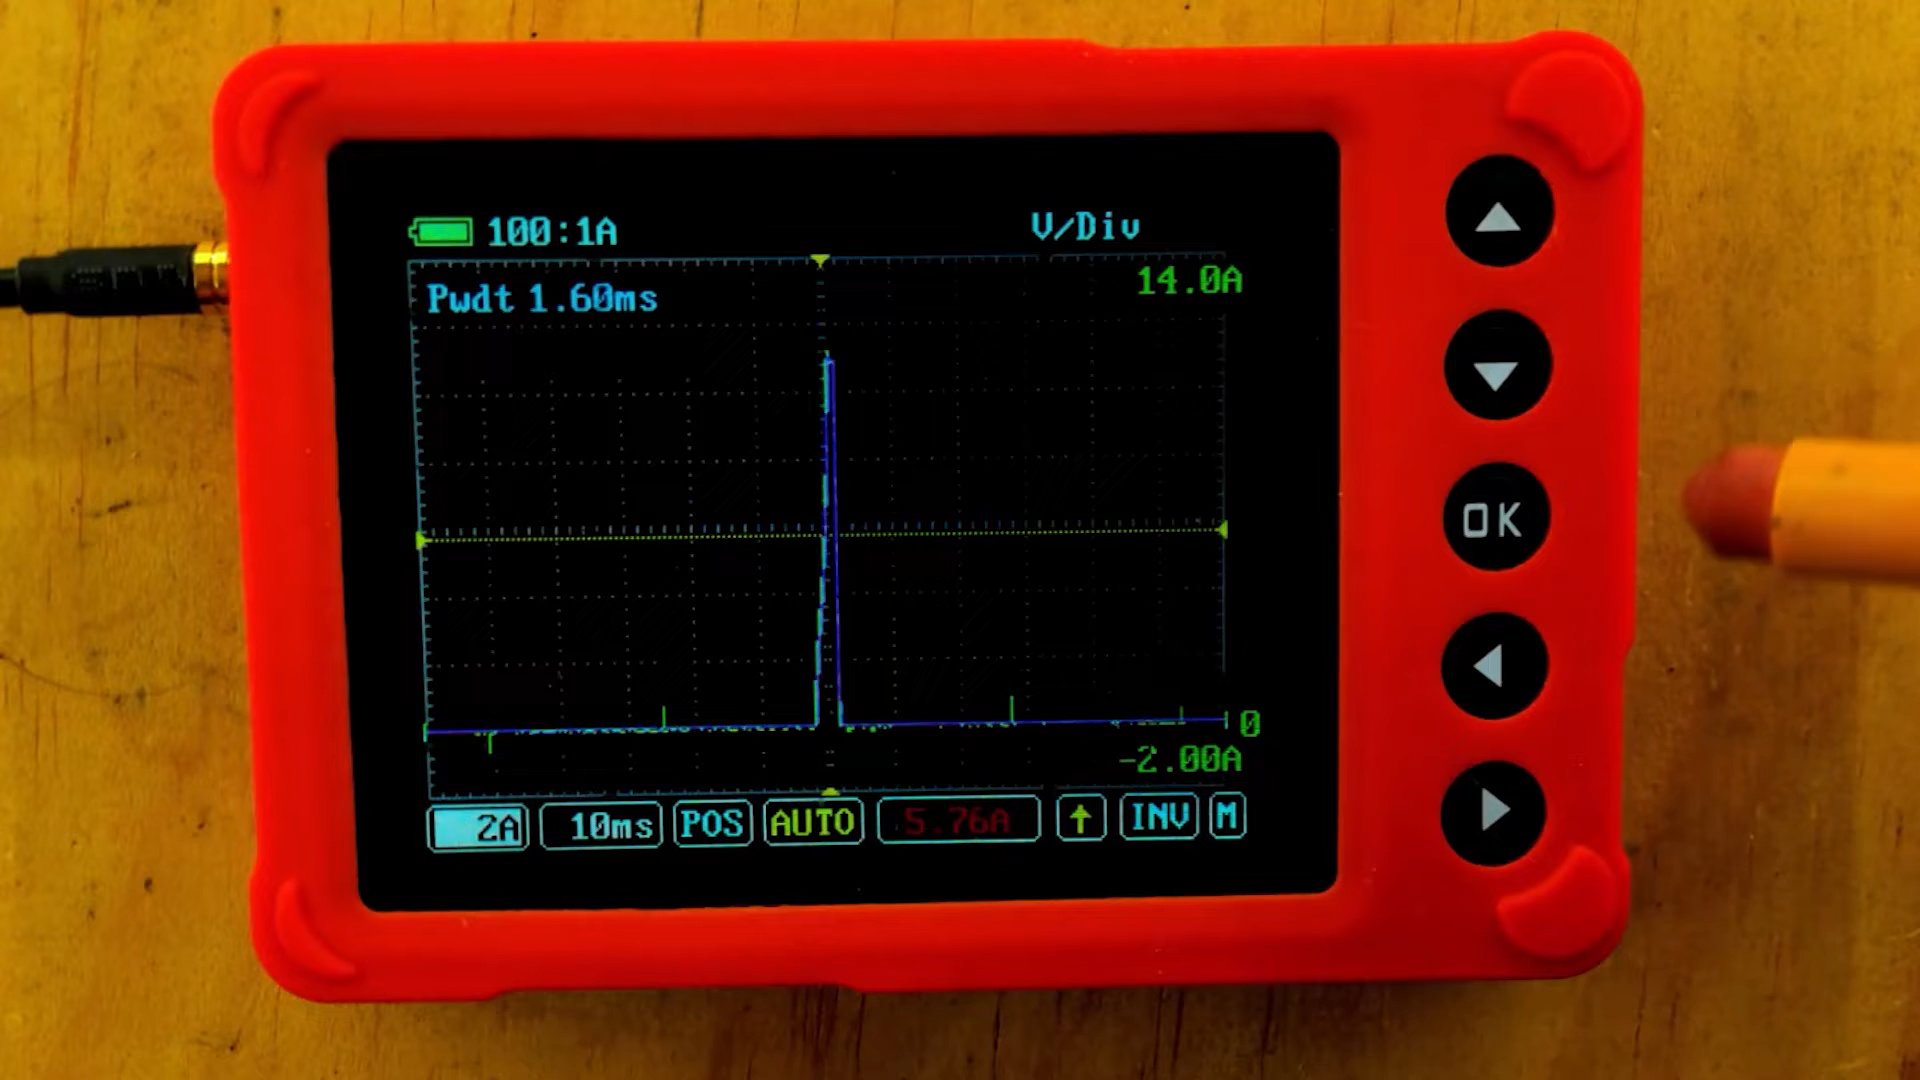 100:1A V/Div
Pwdt 1.60ms 14.0A
0
-2.00A
2A 10ms POS AUTO 5.76A ↑ INV M
OK